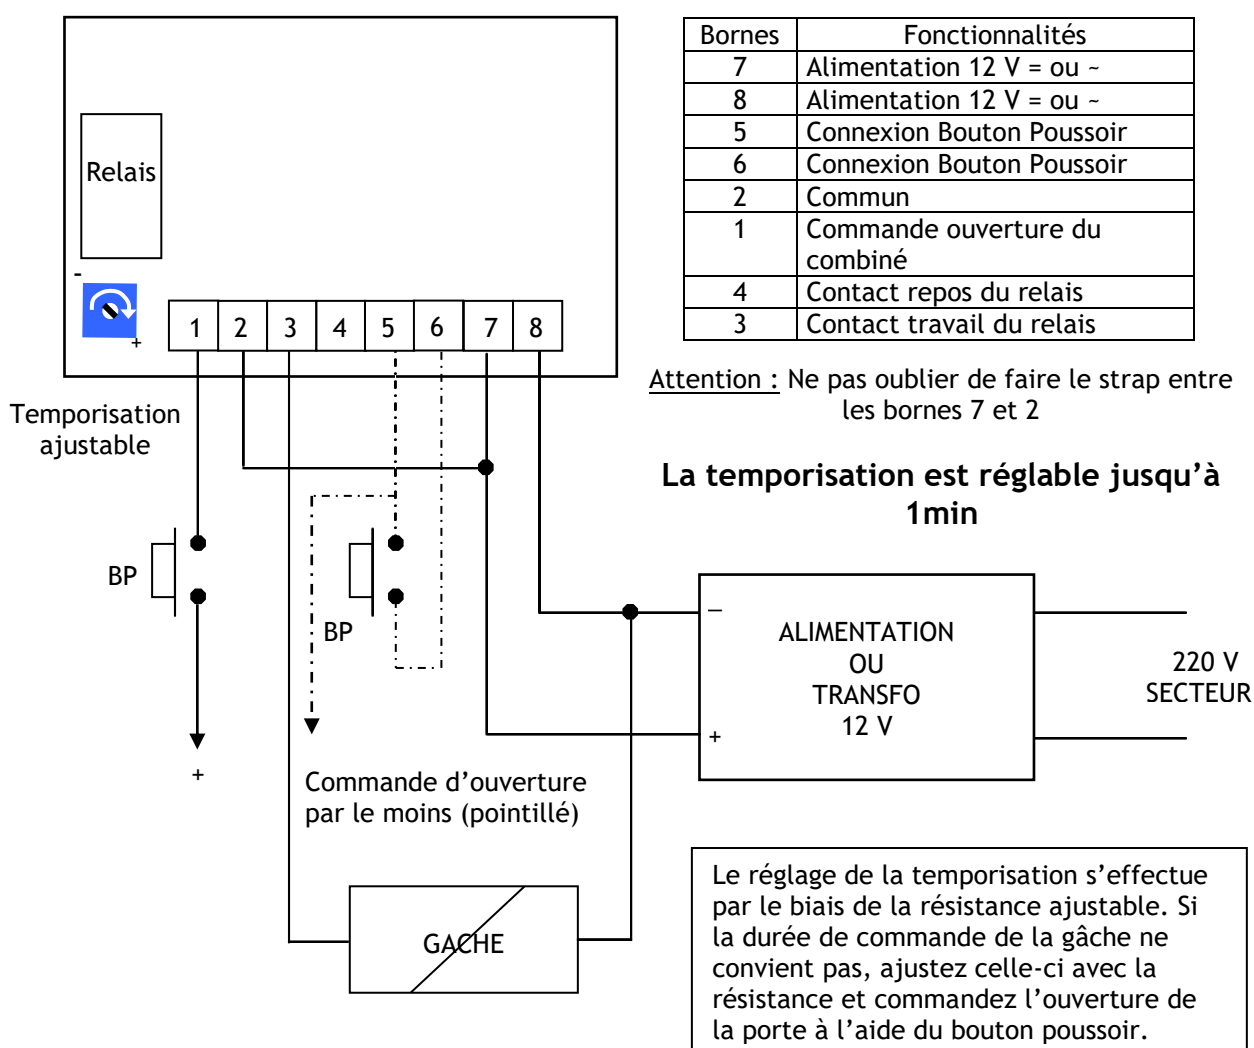 Relais
-
+
1 2 3 4 5 6 7 8
Temporisation
ajustable
BP
+
BP
Commande d’ouverture
par le moins (pointillé)
GACHE
Bornes Fonctionnalités
7 Alimentation 12 V = ou ~
8 Alimentation 12 V = ou ~
5 Connexion Bouton Poussoir
6 Connexion Bouton Poussoir
2 Commun
1 Commande ouverture du
combiné
4 Contact repos du relais
3 Contact travail du relais
Attention : Ne pas oublier de faire le strap entre
les bornes 7 et 2
La temporisation est réglable jusqu’à
1min
–
ALIMENTATION
OU
TRANSFO
12 V
+
220 V
SECTEUR
Le réglage de la temporisation s’effectue
par le biais de la résistance ajustable. Si
la durée de commande de la gâche ne
convient pas, ajustez celle-ci avec la
résistance et commandez l’ouverture de
la porte à l’aide du bouton poussoir.